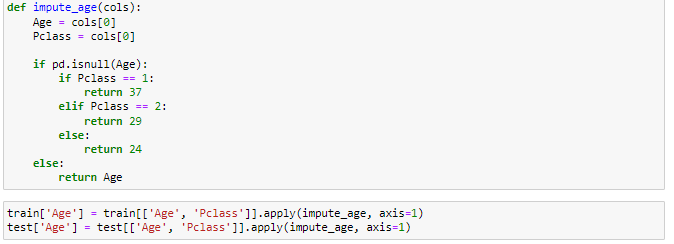 def impute_age(cols):
    Age = cols[0]
    Pclass = cols[0]

    if pd.isnull(Age):
        if Pclass == 1:
            return 37
        elif Pclass == 2:
            return 29
        else:
            return 24
    else:
        return Age

train['Age'] = train[['Age', 'Pclass']].apply(impute_age, axis=1)
test['Age'] = test[['Age', 'Pclass']].apply(impute_age, axis=1)